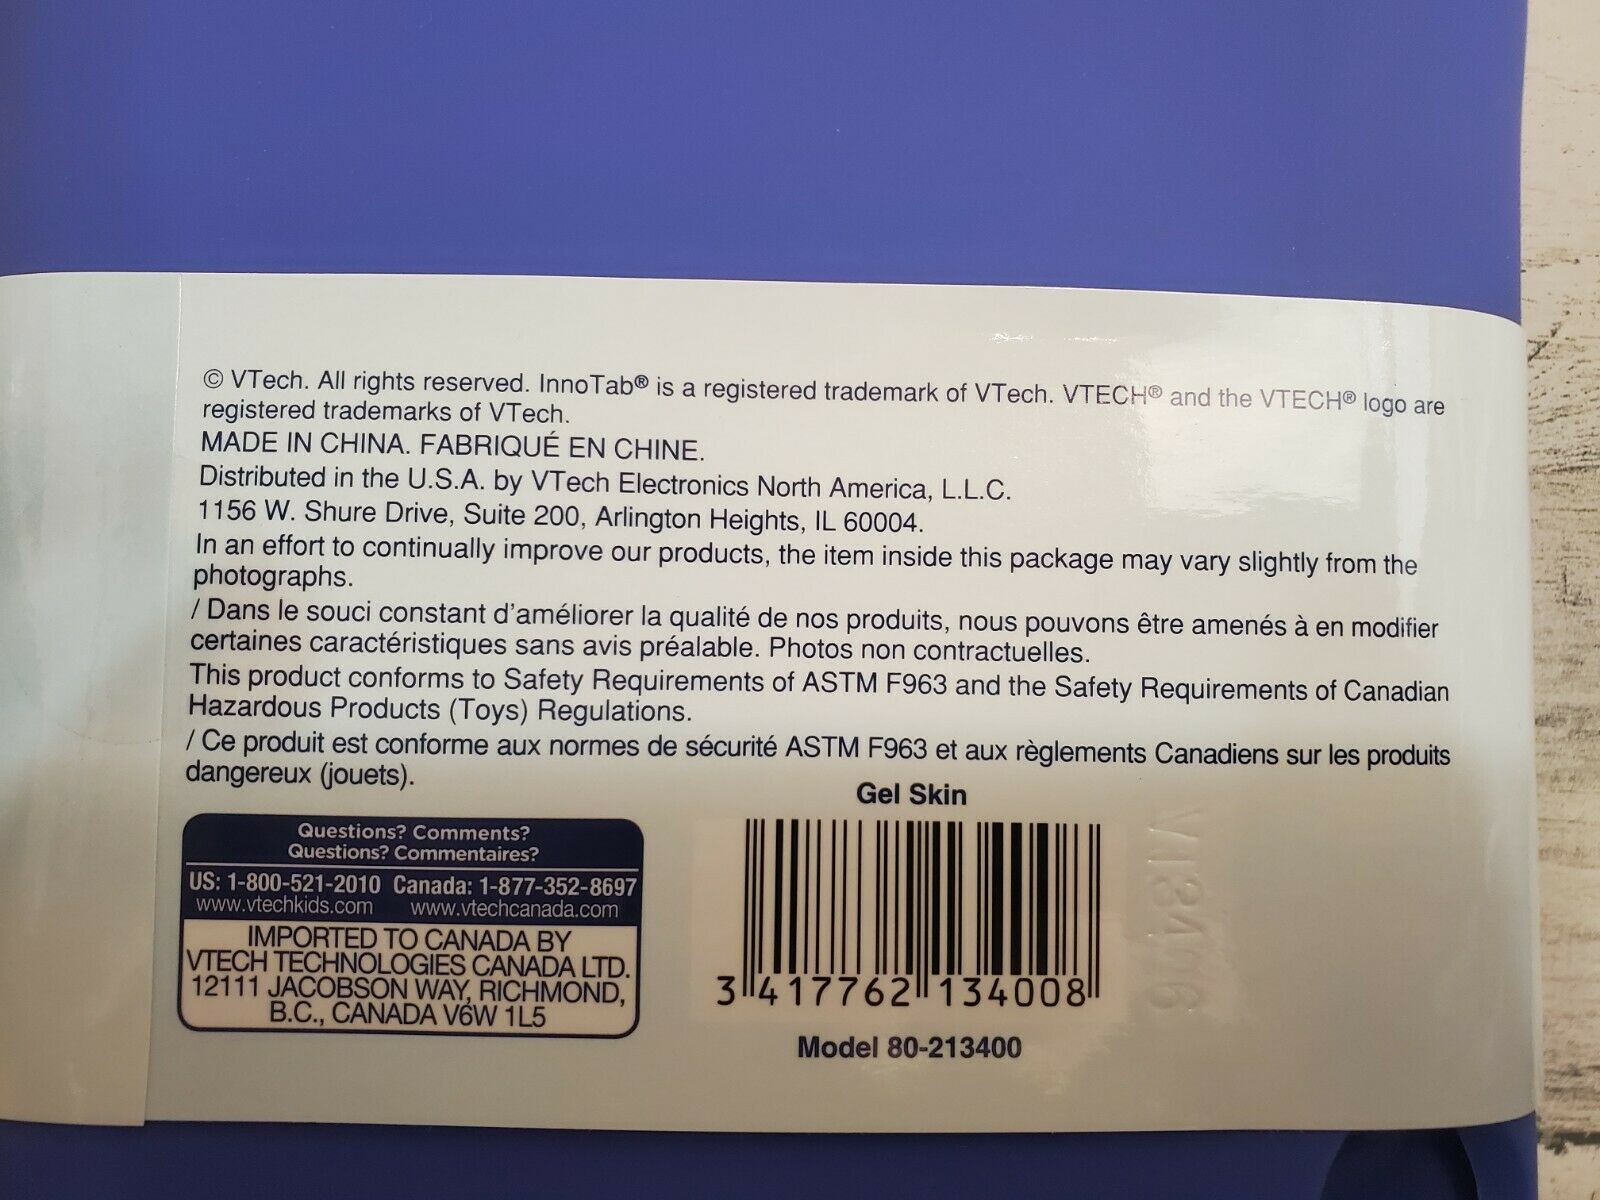 © VTech. All rights reserved. InnoTab® is a registered trademark of VTech. VTECH® and the VTECH® logo are
registered trademarks of VTech.
MADE IN CHINA. FABRIQUÉ EN CHINE.
Distributed in the U.S.A. by VTech Electronics North America, L.L.C.
1156 W. Shure Drive, Suite 200, Arlington Heights, IL 60004.
In an effort to continually improve our products, the item inside this package may vary slightly from the
photographs.
/ Dans le souci constant d'améliorer la qualité de nos produits, nous pouvons être amenés à en modifier
certaines caractéristiques sans avis préalable. Photos non contractuelles.
This product conforms to Safety Requirements of ASTM F963 and the Safety Requirements of Canadian
Hazardous Products (Toys) Regulations.
/ Ce produit est conforme aux normes de sécurité ASTM F963 et aux règlements Canadiens sur les produits
dangereux (jouets).
Questions? Comments?
Questions? Commentaires?
US: 1-800-521-2010 Canada: 1-877-352-8697
www.vtechkids.com www.vtechcanada.com
IMPORTED TO CANADA BY
VTECH TECHNOLOGIES CANADA LTD.
12111 JACOBSON WAY, RICHMOND,
B.C., CANADA V6W 1L5
Gel Skin
3 417762 134008
Model 80-213400